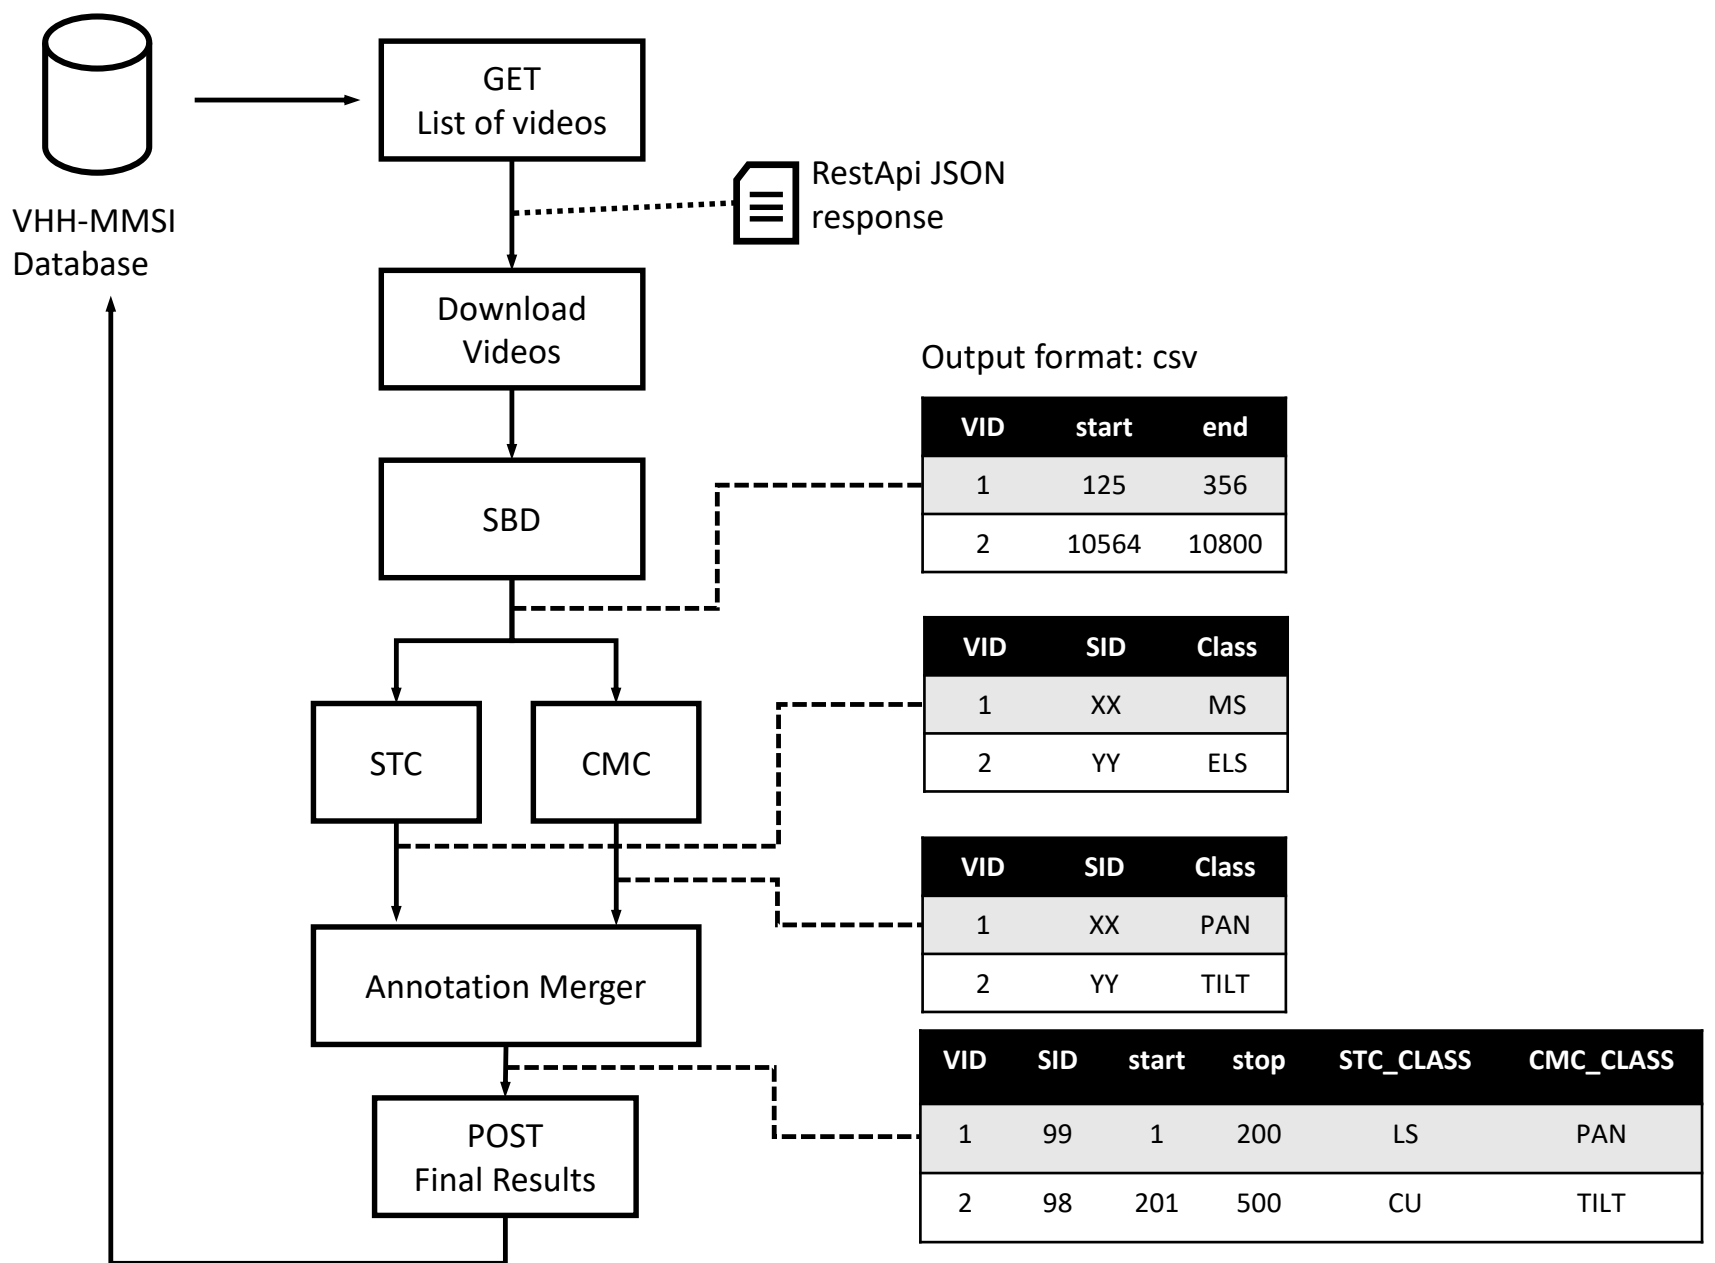 GET
List of videos
RestApi JSON
response
VHH-MMSI
Database
Download
Videos
Output format: csv
VID start end
1 125 356
2 10564 10800
SBD
VID SID Class
1 XX MS
2 YY ELS
STC
CMC
VID SID Class
1 XX PAN
2 YY TILT
Annotation Merger
VID SID start stop STC_CLASS CMC_CLASS
1 99 1 200 LS PAN
2 98 201 500 CU TILT
POST
Final Results